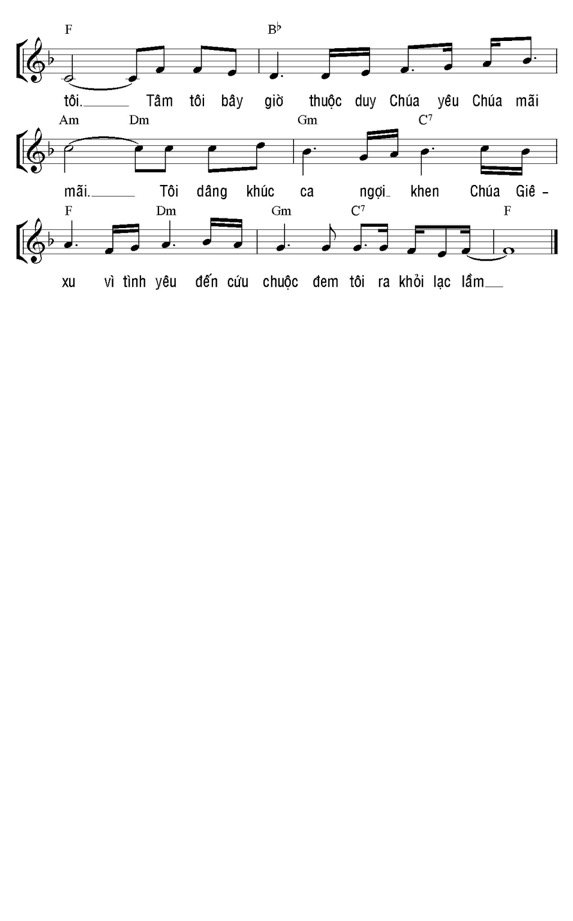 F B♭
tôi. Tâm tôi bây giờ thuộc duy Chúa yêu Chúa mãi
Am Dm Gm C7
mãi. Tôi dâng khúc ca ngợi khen Chúa Giê -
F Dm Gm C7 F
xu vì tình yêu đến cứu chuộc đem tôi ra khỏi lạc lầm